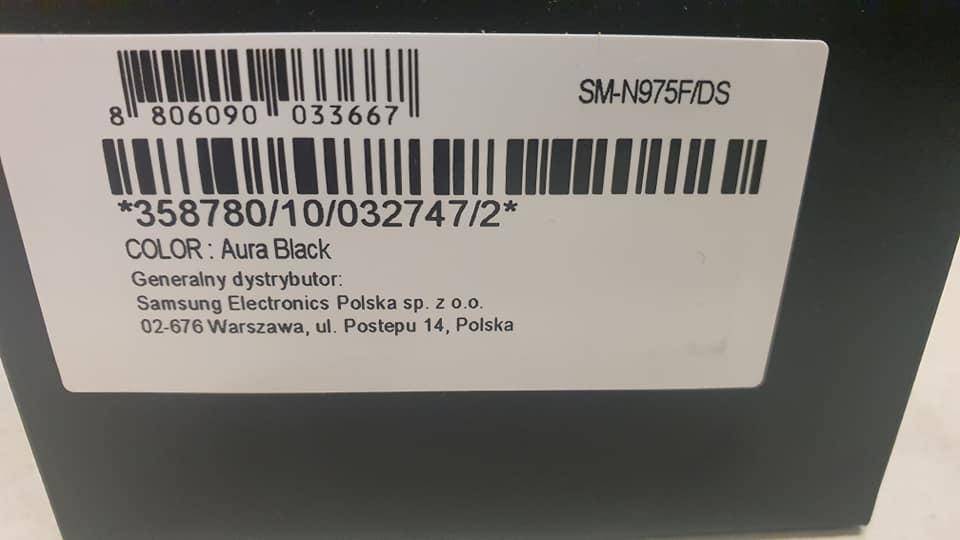 SM-N975F/DS
8 806090 033667
*358780/10/032747/2*
COLOR : Aura Black
Generalny dystrybutor:
Samsung Electronics Polska sp. z o.o.
02-676 Warszawa, ul. Postepu 14, Polska